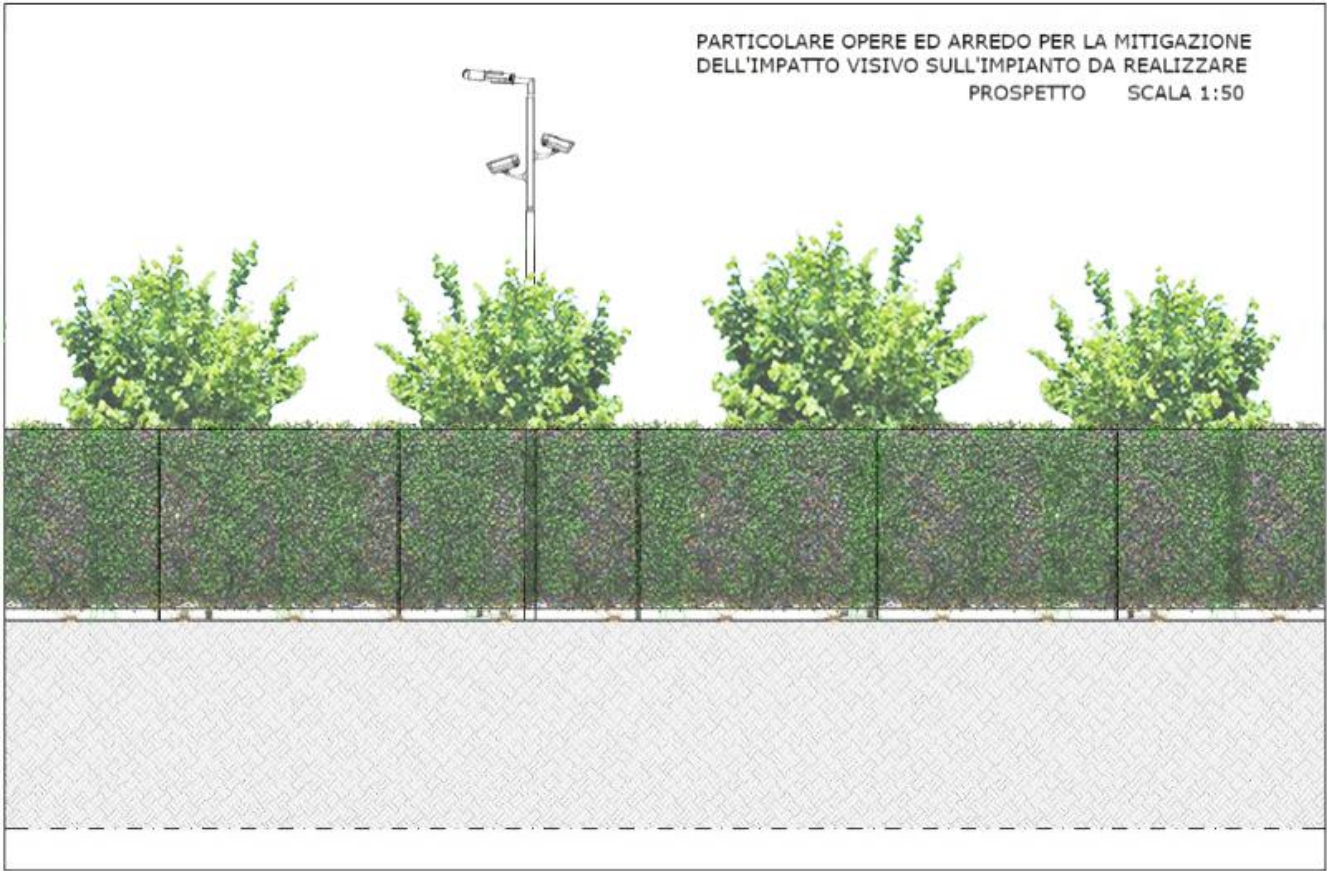 PARTICOLARE OPERE ED ARREDO PER LA MITIGAZIONE
DELL'IMPATTO VISIVO SULL'IMPIANTO DA REALIZZARE
PROSPETTO SCALA 1:50